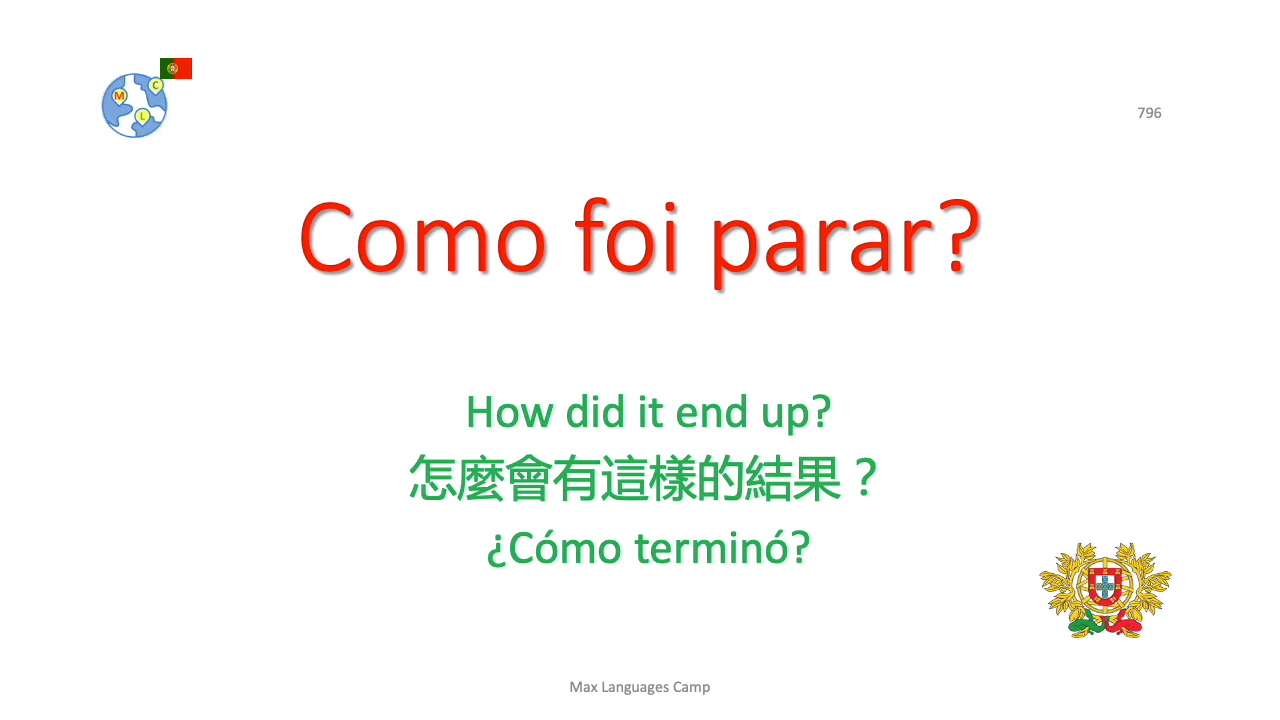 M
C
L
796
Como foi parar?
How did it end up?
怎麼會有這樣的結果？
¿Cómo terminó?
Max Languages Camp